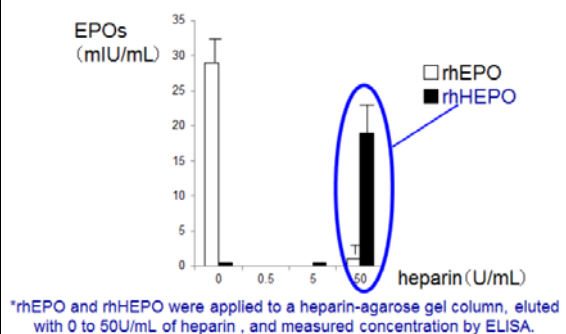 EPOs
(mIU/mL)
35
30
25
20
15
10
5
0
0 0.5 5 50
heparin(U/mL)
rhEPO
rhHEPO
*rhEPO and rhHEPO were applied to a heparin-agarose gel column, eluted
with 0 to 50U/mL of heparin , and measured concentration by ELISA.